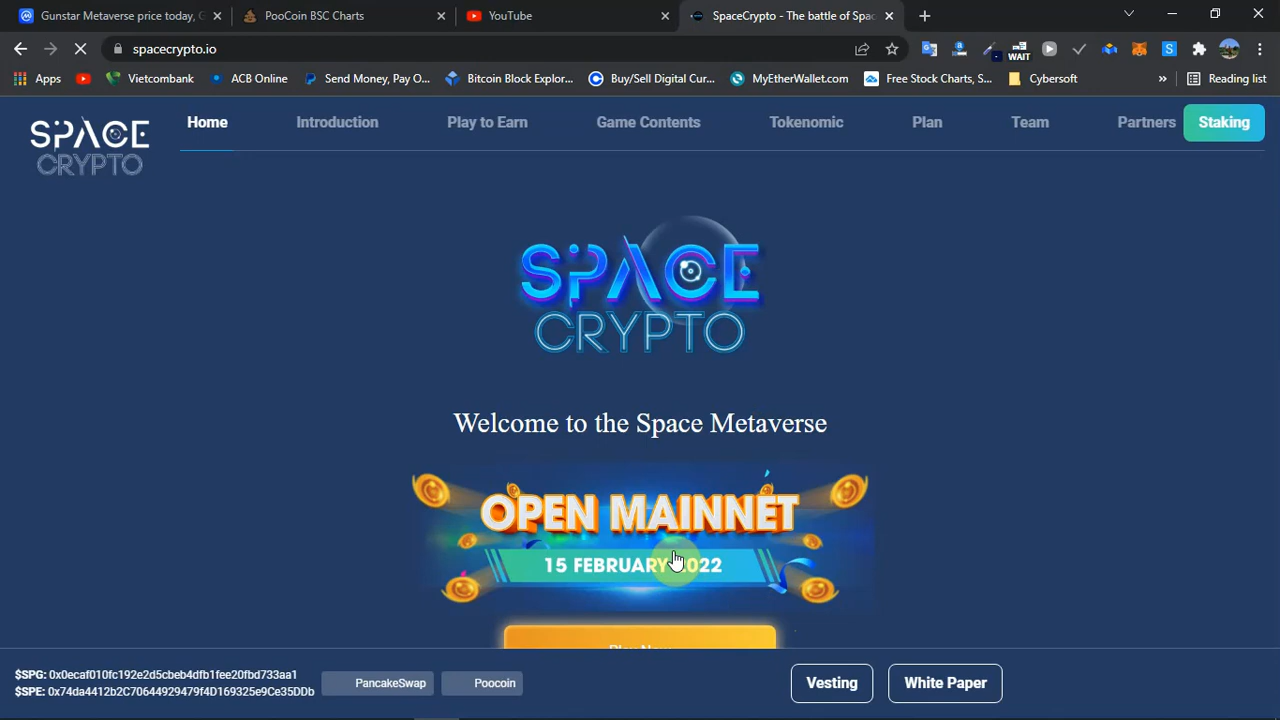 Gunstar Metaverse price today, G
PooCoin BSC Charts
YouTube
SpaceCrypto - The battle of Spac
spacecrypto.io
WAIT
Apps
Vietcombank
ACB Online
Send Money, Pay O...
Bitcoin Block Explor...
Buy/Sell Digital Cur...
MyEtherWallet.com
Free Stock Charts, S...
Cybersoft
»
Reading list
SPACE
CRYPTO
Home
Introduction
Play to Earn
Game Contents
Tokenomic
Plan
Team
Partners
Staking
SPACE
CRYPTO
Welcome to the Space Metaverse
OPEN MAINNET
15 FEBRUARY 2022
Play Now
$SPG: 0x0ecaf010fc192e2d5cbeb4dfb1fee20fbd733aa1
$SPE: 0x74da4412b2C70644929479f4D169325e9Ce35DDb
PancakeSwap
Poocoin
Vesting
White Paper